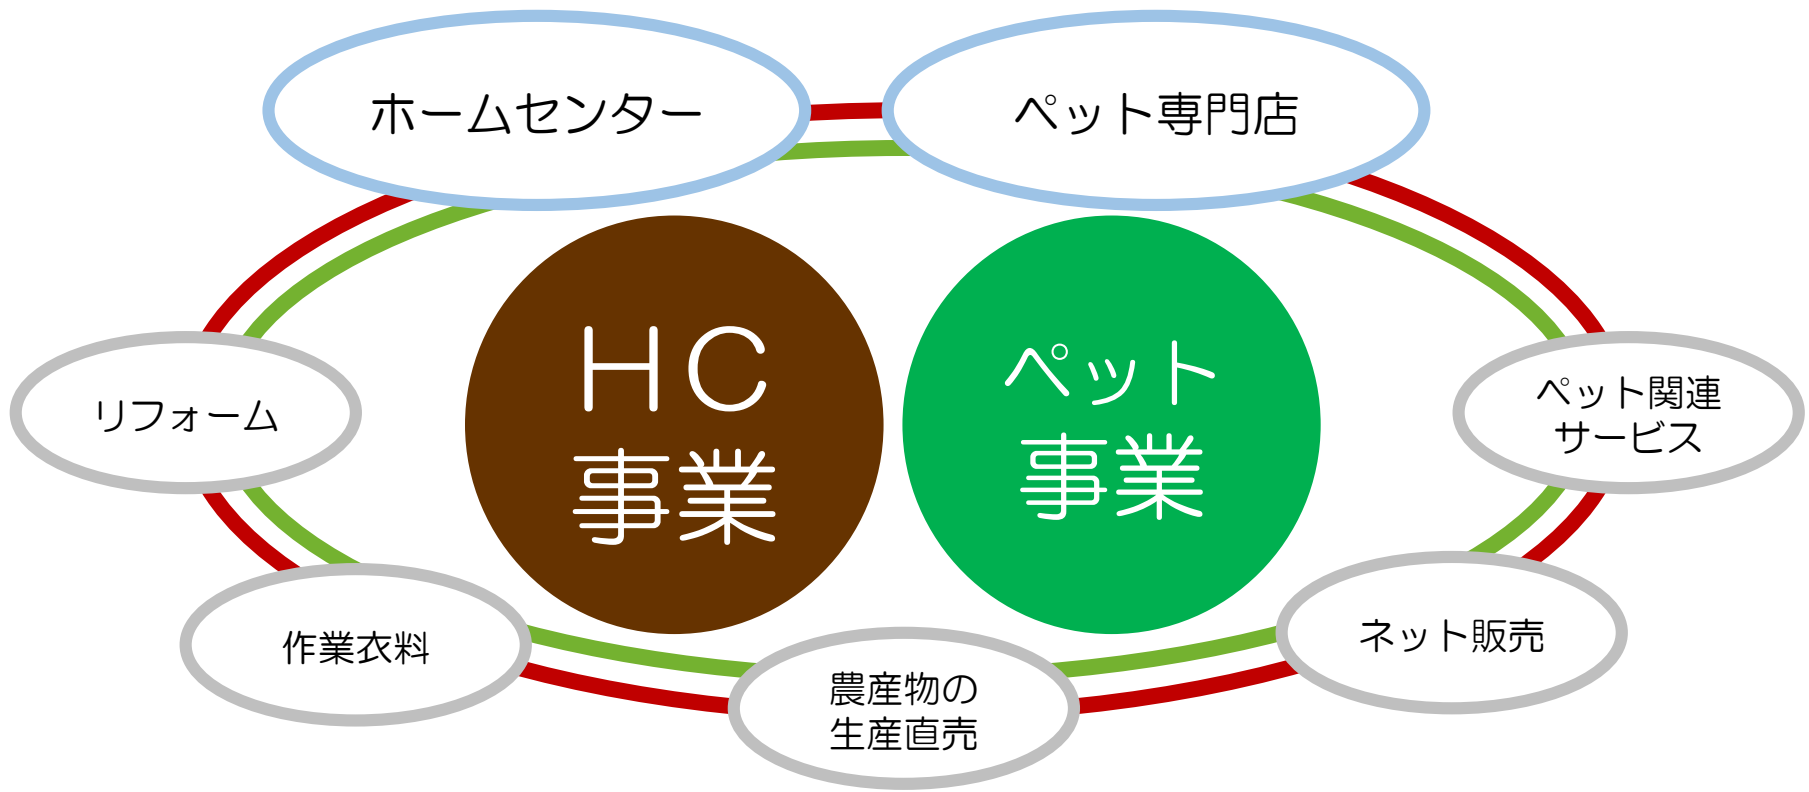 ホームセンター
ペット専門店
ＨＣ
事業
ペット
事業
リフォーム
ペット関連
サービス
作業衣料
農産物の
生産直売
ネット販売